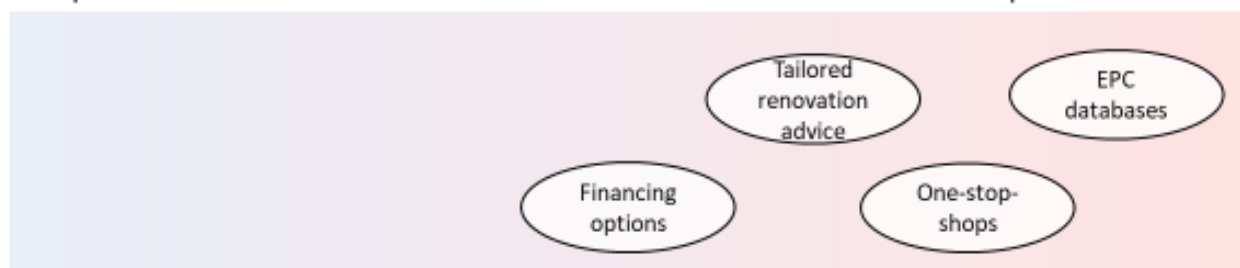 Tailored
renovation
advice
EPC
databases
Financing
options
One-stop-
shops